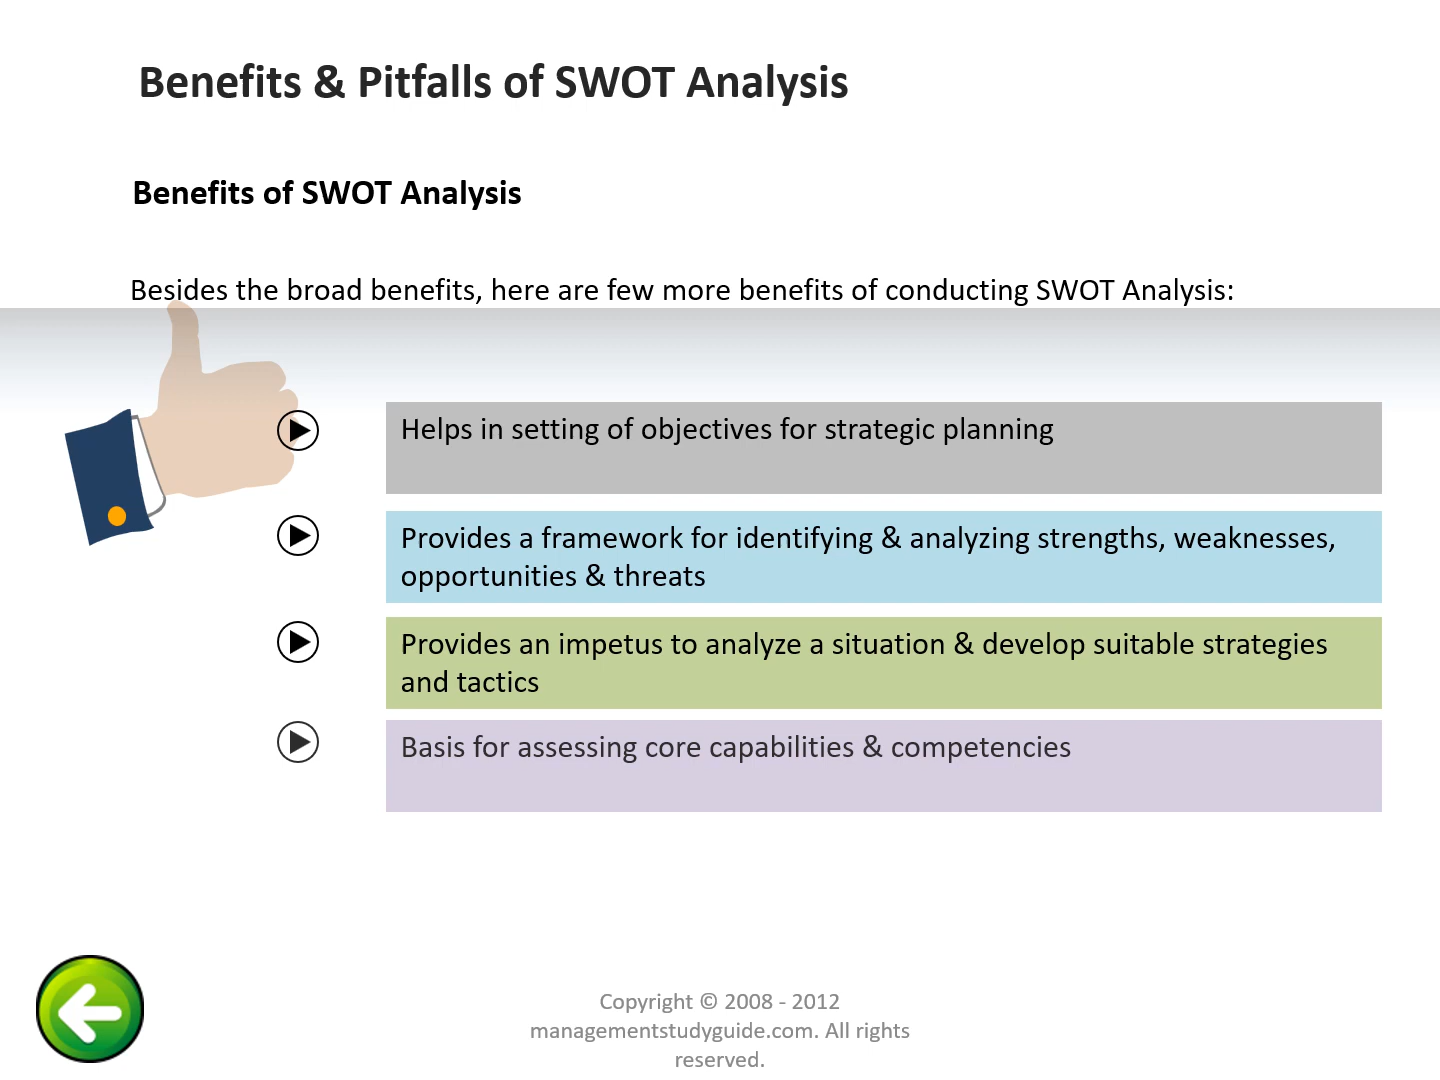 Benefits & Pitfalls of SWOT Analysis
Benefits of SWOT Analysis
Besides the broad benefits, here are few more benefits of conducting SWOT Analysis:
Helps in setting of objectives for strategic planning
Provides a framework for identifying & analyzing strengths, weaknesses,
opportunities & threats
Provides an impetus to analyze a situation & develop suitable strategies
and tactics
Basis for assessing core capabilities & competencies
Copyright © 2008 - 2012
managementstudyguide.com. All rights
reserved.